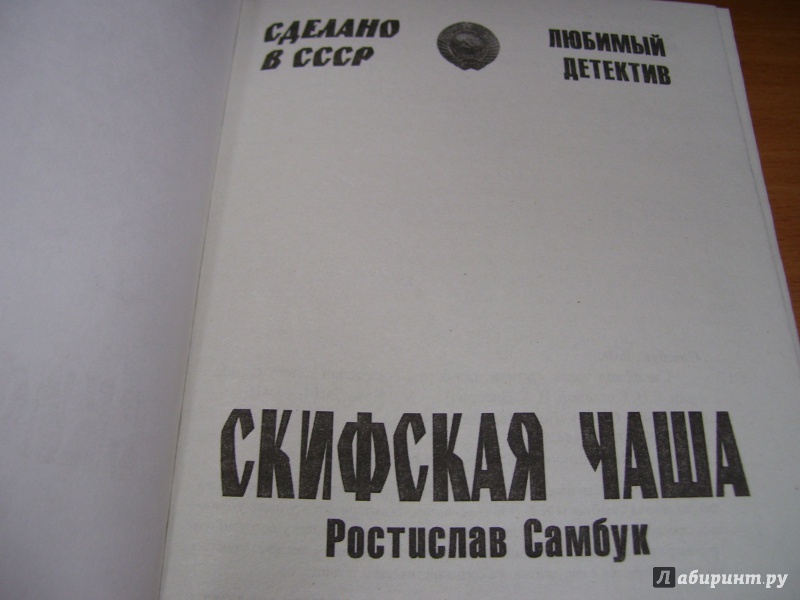 СДЕЛАНО
В СССР
ЛЮБИМЫЙ
ДЕТЕКТИВ
СКИФСКАЯ ЧАША
Ростислав Самбук
Лабиринт.ру